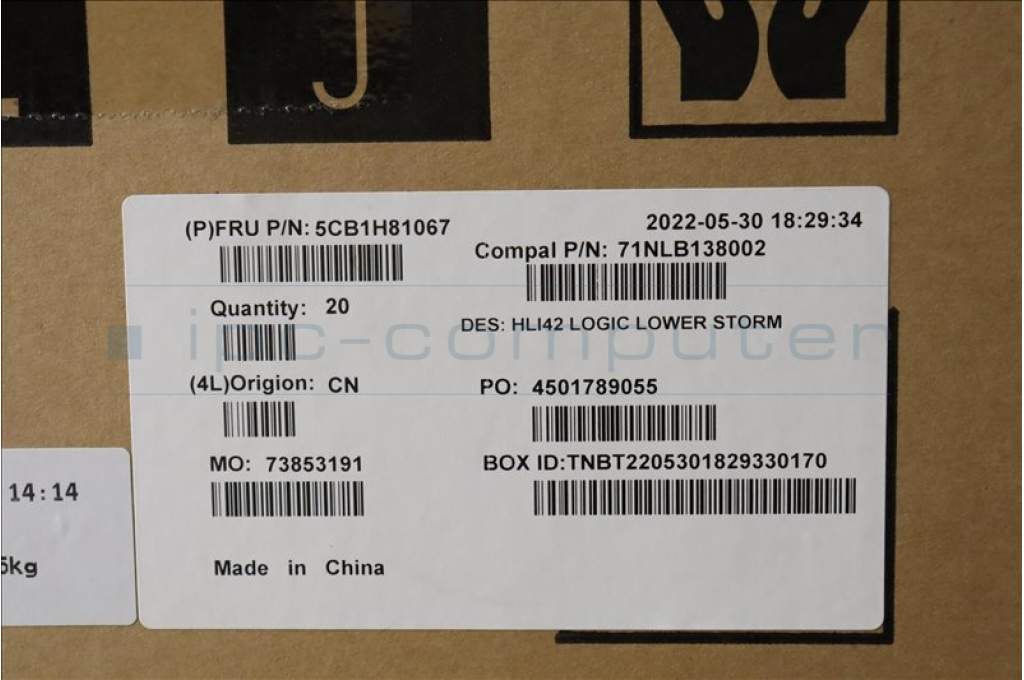 J
(P)FRU P/N: 5CB1H81067
2022-05-30 18:29:34
Compal P/N: 71NLB138002
Quantity: 20
DES: HLI42 LOGIC LOWER STORM
ipc-computer
(4L)Origion: CN
PO: 4501789055
MO: 73853191
BOX ID:TNBT2205301829330170
14:14
5kg
Made in China